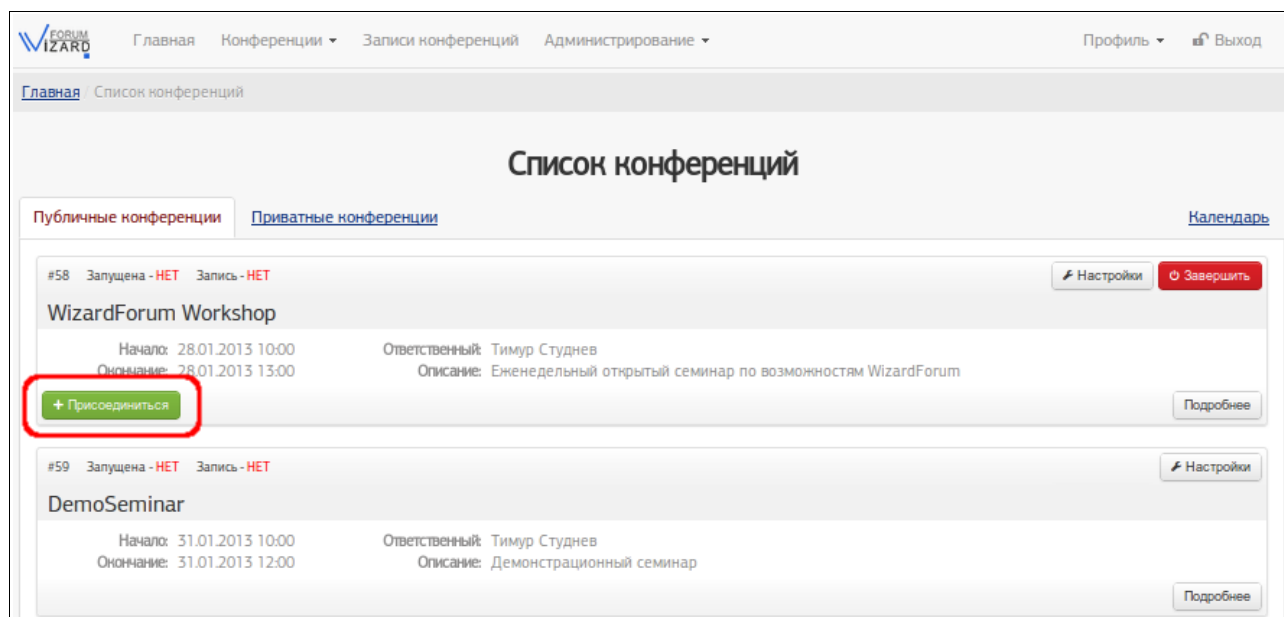 FORUM
WIZARD Главная Конференции Записи конференций Администрирование Профиль Выход
Главная / Список конференций
Список конференций
Публичные конференции Приватные конференции Календарь
#58 Запущена - НЕТ Запись - НЕТ Настройки Завершить
WizardForum Workshop
Начало: 28.01.2013 10:00 Ответственный: Тимур Студнев
Окончание: 28.01.2013 13:00 Описание: Еженедельный открытый семинар по возможностям WizardForum
+ Присоединиться Подробнее
#59 Запущена - НЕТ Запись - НЕТ Настройки
DemoSeminar
Начало: 31.01.2013 10:00 Ответственный: Тимур Студнев
Окончание: 31.01.2013 12:00 Описание: Демонстрационный семинар
Подробнее